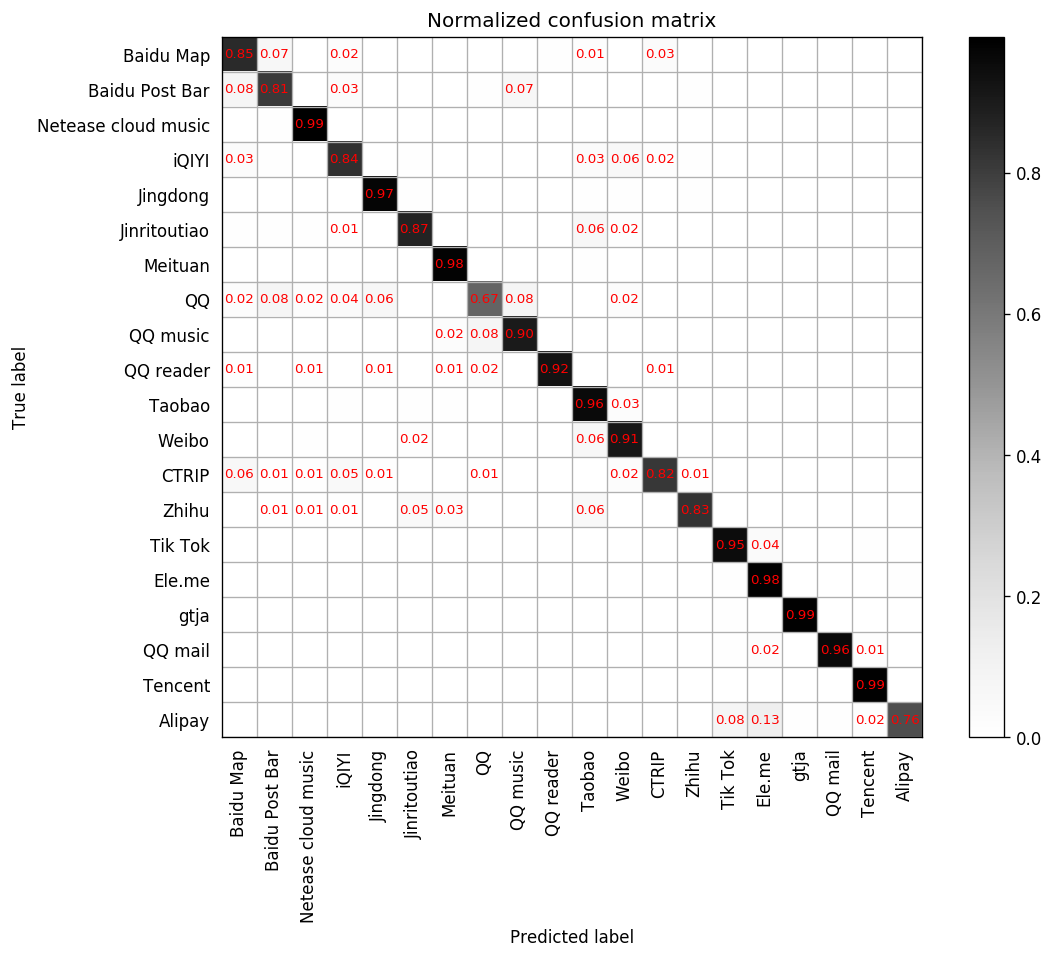 Normalized confusion matrix
Baidu Map 0.85 0.07 0.02 0.01 0.03
Baidu Post Bar 0.08 0.81 0.03 0.07
Netease cloud music 0.99
iQIYI 0.03 0.84 0.03 0.06 0.02
Jingdong 0.97
Jinritoutiao 0.01 0.87 0.06 0.02
Meituan 0.98
QQ 0.02 0.08 0.02 0.04 0.06 0.67 0.08 0.02
QQ music 0.02 0.08 0.90
QQ reader 0.01 0.01 0.01 0.01 0.02 0.92 0.01
Taobao 0.96 0.03
Weibo 0.02 0.06 0.91
CTRIP 0.06 0.01 0.01 0.05 0.01 0.01 0.02 0.82 0.01
Zhihu 0.01 0.01 0.01 0.05 0.03 0.06 0.83
Tik Tok 0.95 0.04
Ele.me 0.98
gtja 0.99
QQ mail 0.02 0.96 0.01
Tencent 0.99
Alipay 0.08 0.13 0.02 0.76
True label
Baidu Map
Baidu Post Bar
Netease cloud music
iQIYI
Jingdong
Jinritoutiao
Meituan
QQ
QQ music
QQ reader
Taobao
Weibo
CTRIP
Zhihu
Tik Tok
Ele.me
gtja
QQ mail
Tencent
Alipay
Predicted label
0.8
0.6
0.4
0.2
0.0